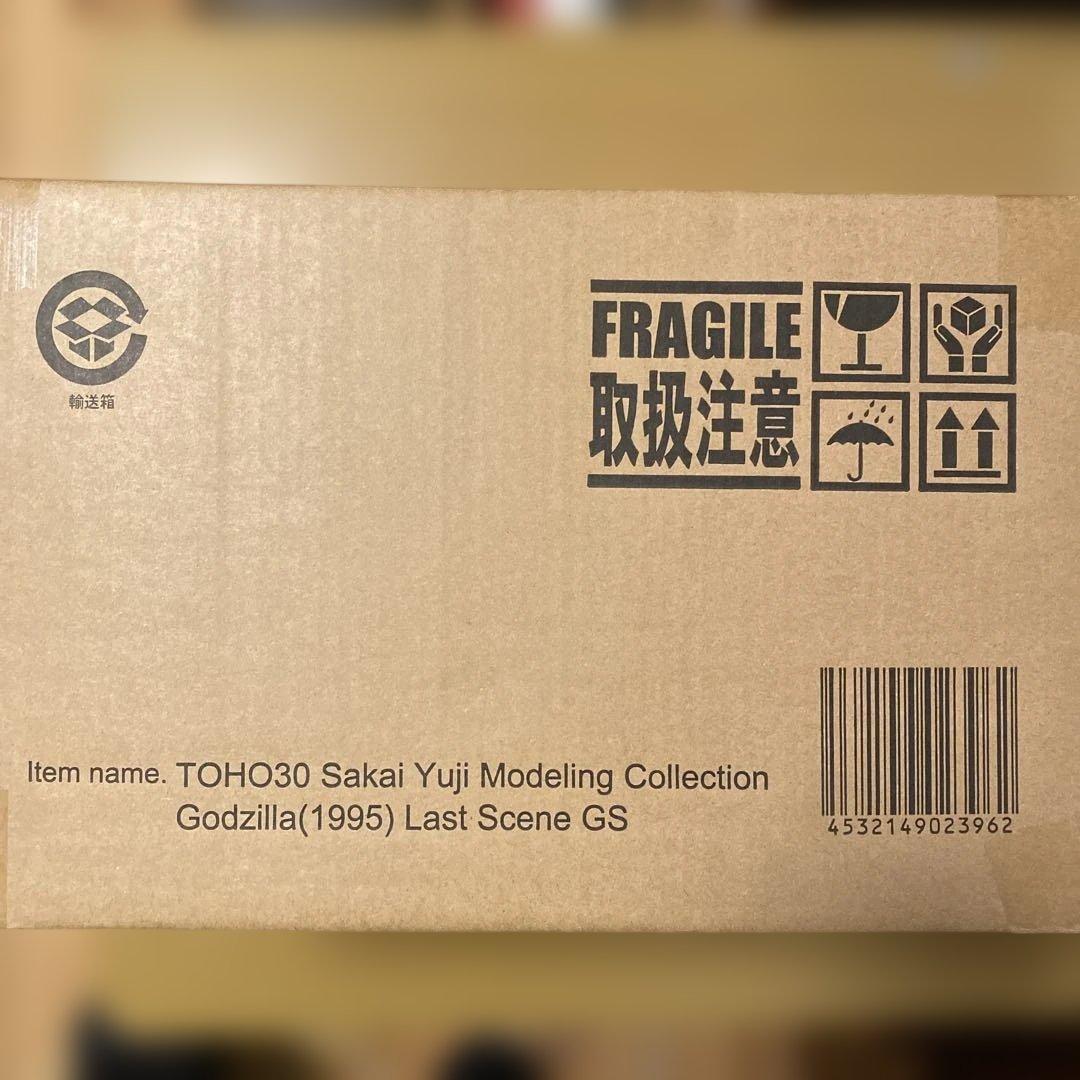 輸送箱
FRAGILE
取扱注意
Item name. TOHO30 Sakai Yuji Modeling Collection
Godzilla(1995) Last Scene GS
4532149023962